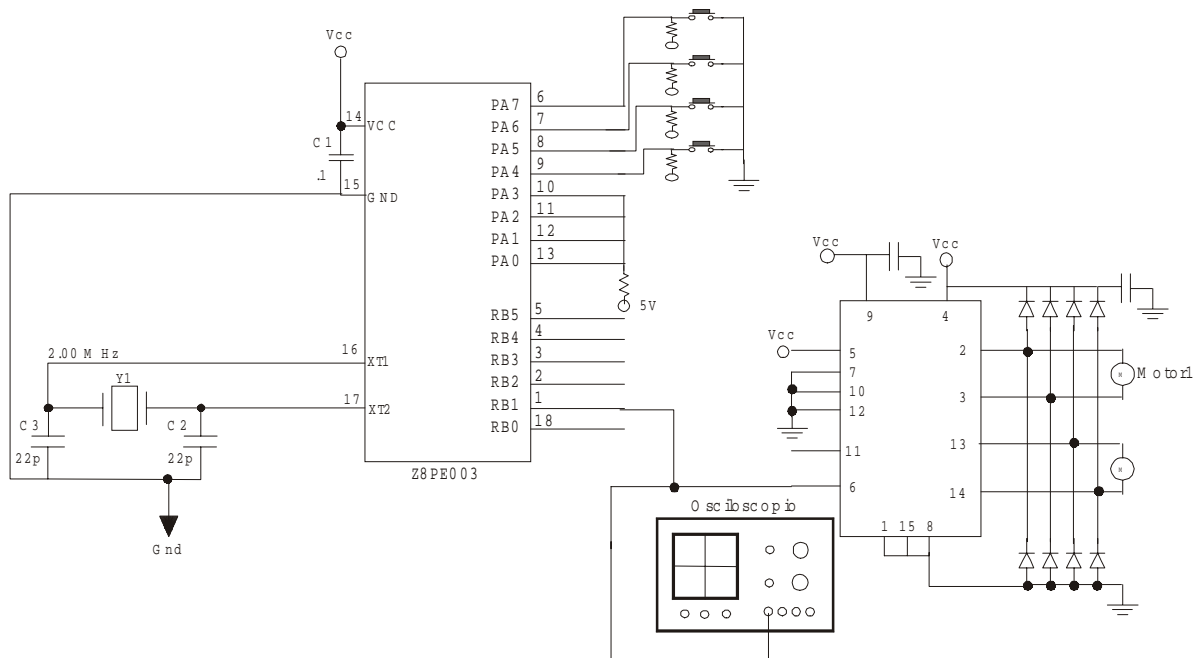 Vcc
14
VCC
C1
.1
15
GND
2.00 MHz
16
XT1
Y1
17
XT2
C3
22p
C2
22p
Gnd
PA7
6
PA6
7
PA5
8
PA4
9
PA3
10
PA2
11
PA1
12
PA0
13
5V
RB5
5
RB4
4
RB3
3
RB2
2
RB1
1
RB0
18
Z8PE003
Vcc
Vcc
9
4
Vcc
5
7
10
12
11
6
2
3
13
14
1 15 8
M
Motor1
M
Osciloscopio